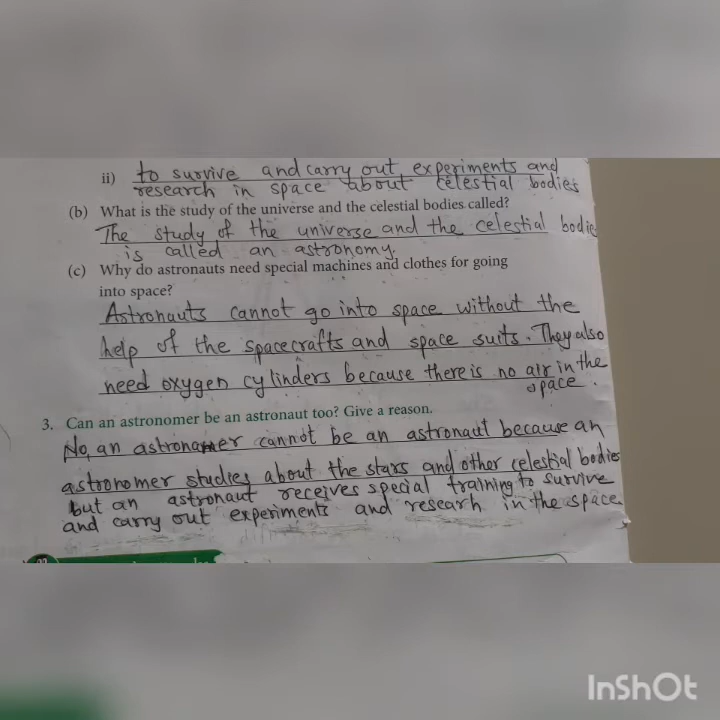 ii) to survive and carry out experiments and
research in space about celestial bodies
(b) What is the study of the universe and the celestial bodies called?
The study of the universe and the celestial bodie
is called an astronomy.
(c) Why do astronauts need special machines and clothes for going
into space?
Astronauts cannot go into space without the
help of the spacecrafts and space suits. They also
need oxygen cylinders because there is no air in the
space.
3. Can an astronomer be an astronaut too? Give a reason.
No, an astronamer cannot be an astronaut because an
astronomer studies about the stars and other celestial bodies
but an astronaut receives special training to survive
and carry out experiments and research in the space.
InShOt